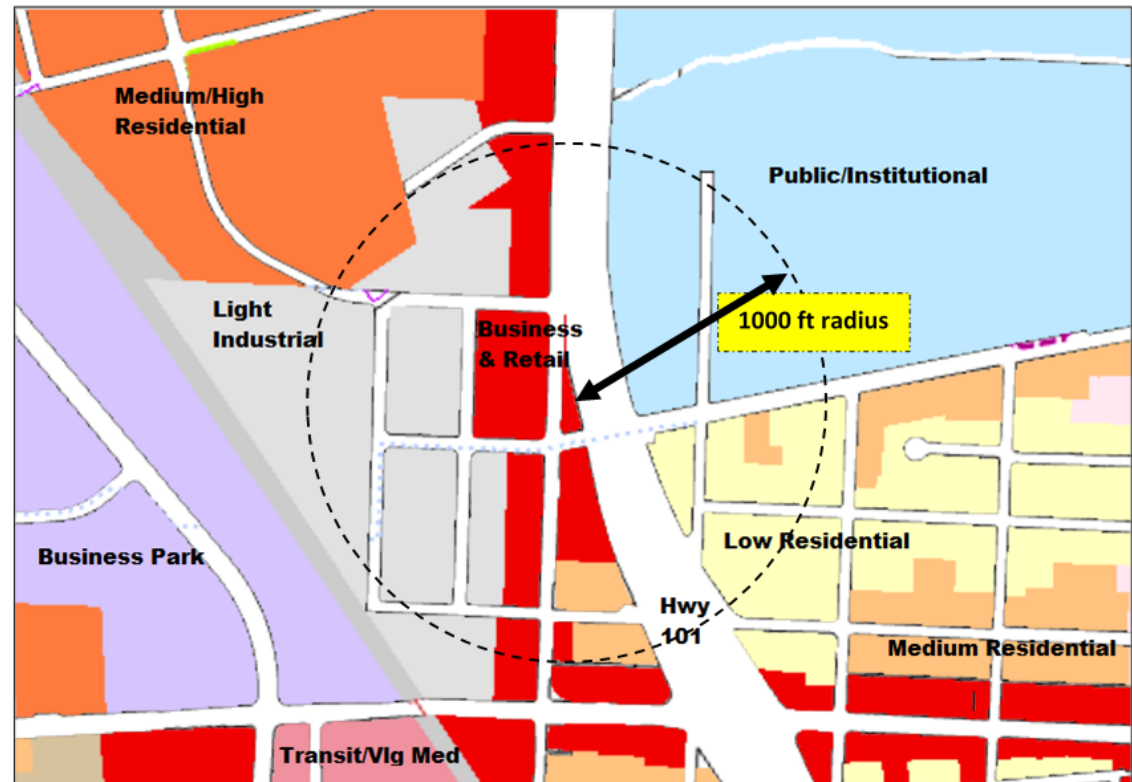 Medium/High
Residential
Public/Institutional
Light
Industrial
Business
& Retail
1000 ft radius
Business Park
Low Residential
Hwy
101
Medium Residential
Transit/Vlg Med